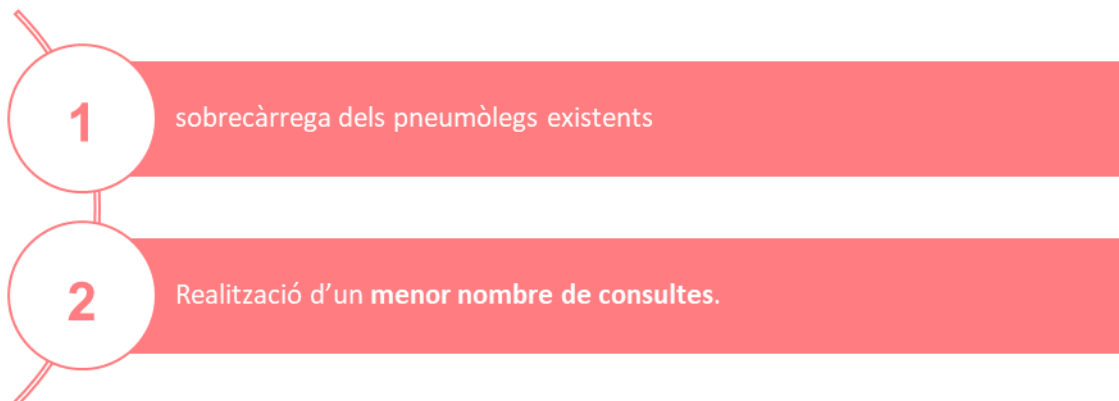 1
sobrecàrrega dels pneumòlegs existents
2
Realització d’un menor nombre de consultes.